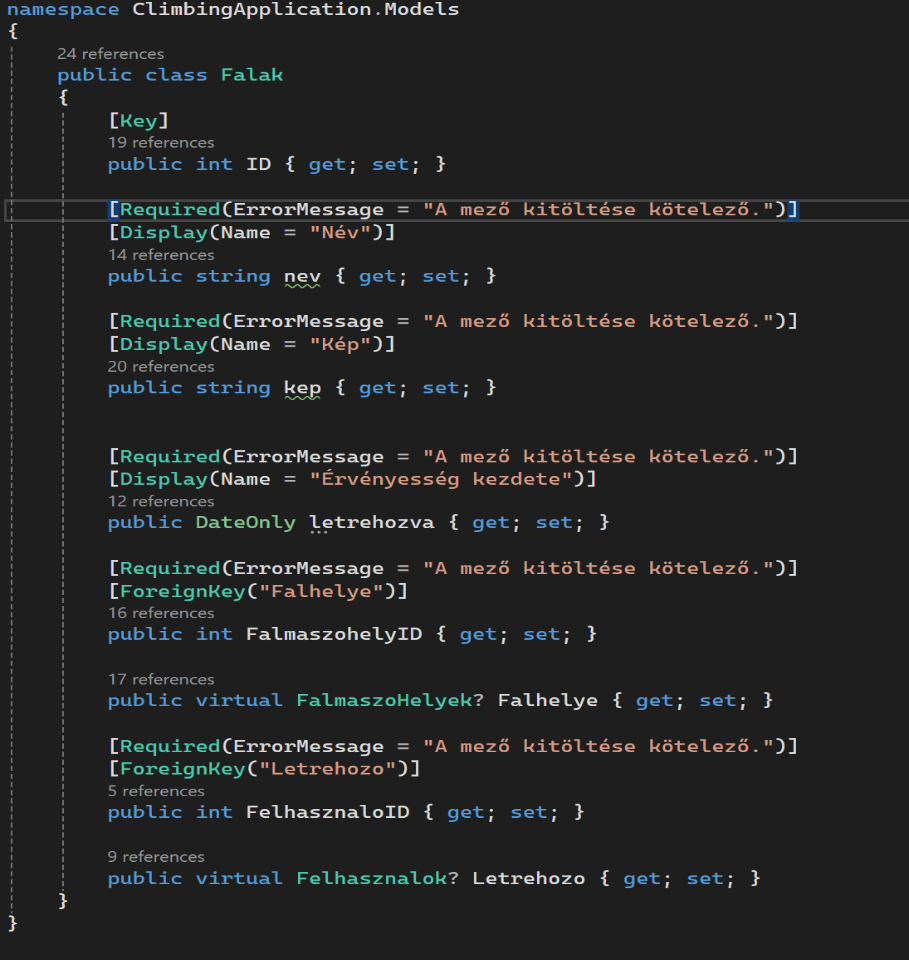 namespace ClimbingApplication.Models
{
24 references
public class Falak
{
[Key]
19 references
public int ID { get; set; }
[Required(ErrorMessage = "A mező kitöltése kötelező.")]
[Display(Name = "Név")]
14 references
public string nev { get; set; }
[Required(ErrorMessage = "A mező kitöltése kötelező.")]
[Display(Name = "Kép")]
20 references
public string kep { get; set; }
[Required(ErrorMessage = "A mező kitöltése kötelező.")]
[Display(Name = "Érvényesség kezdete")]
12 references
public DateOnly letrehozva { get; set; }
[Required(ErrorMessage = "A mező kitöltése kötelező.")]
[ForeignKey("Falhelye")]
16 references
public int FalmaszohelyID { get; set; }
17 references
public virtual FalmaszoHelyek? Falhelye { get; set; }
[Required(ErrorMessage = "A mező kitöltése kötelező.")]
[ForeignKey("Letrehozo")]
5 references
public int FelhasznaloID { get; set; }
9 references
public virtual Felhasznalok? Letrehozo { get; set; }
}
}